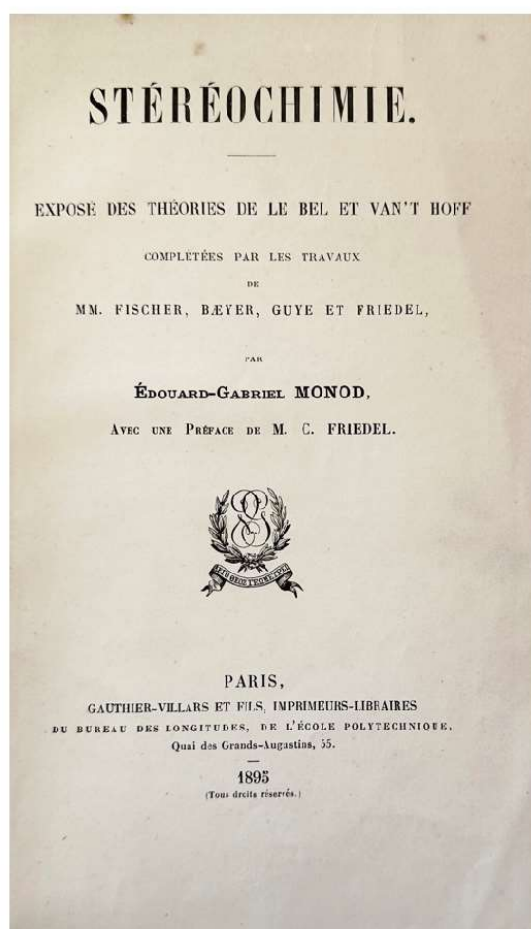 STÉRÉOCHIMIE.
EXPOSÉ DES THÉORIES DE LE BEL ET VAN'T HOFF
COMPLÉTÉES PAR LES TRAVAUX
DE
MM. FISCHER, BÆYER, GUYE ET FRIEDEL,
PAR
ÉDOUARD-GABRIEL MONOD,
AVEC UNE PRÉFACE DE M. C. FRIEDEL.
PARIS,
GAUTHIER-VILLARS ET FILS, IMPRIMEURS-LIBRAIRES
DU BUREAU DES LONGITUDES, DE L'ÉCOLE POLYTECHNIQUE,
Quai des Grands-Augustins, 55.
1895
(Tous droits réservés.)